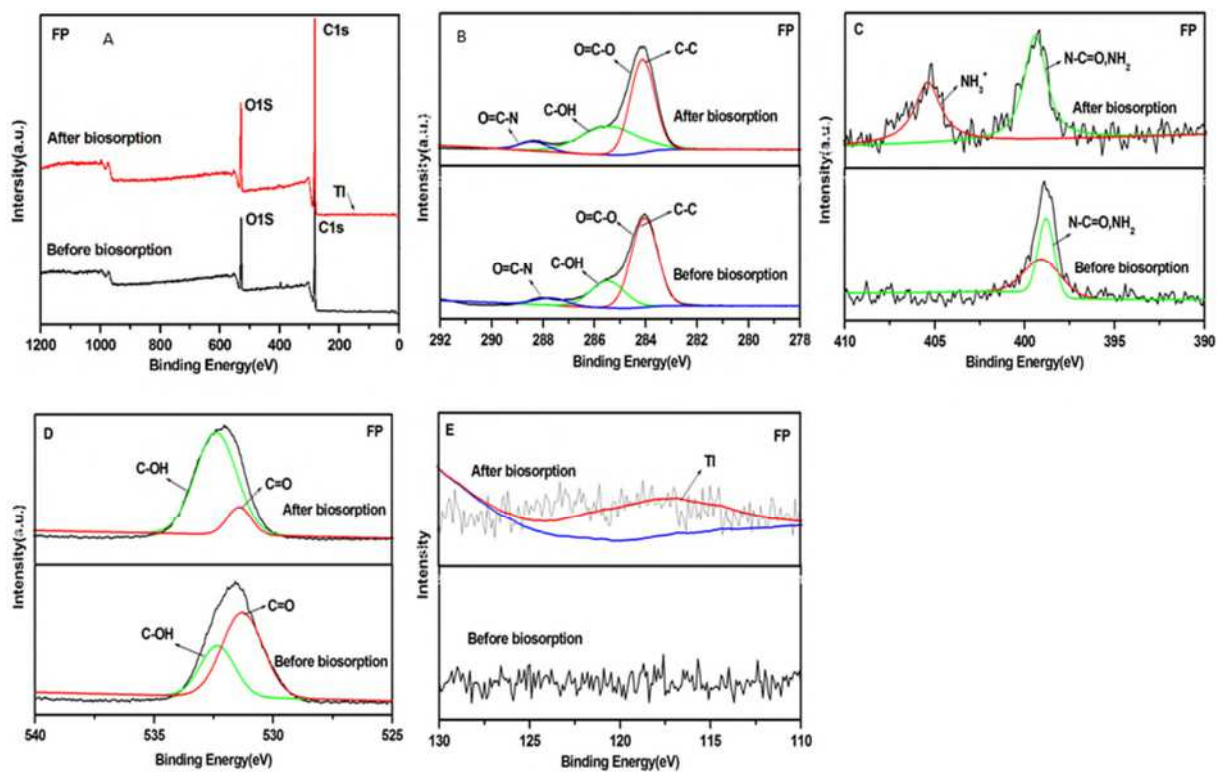 FP
A
C1s
O1S
After biosorption
Tl
C1s
O1S
Before biosorption
Intersity(a.u.)
1200 1000 800 600 400 200 0
Binding Energy(eV)
B
FP
O=C-O
C-C
C-OH
O=C-N
After biosorption
O=C-O
C-C
C-OH
O=C-N
Before biosorption
Intensity(a.u.)
292 290 288 286 284 282 280 278
Binding Energy(eV)
C
FP
NH3+
N-C=O,NH2
After biosorption
N-C=O,NH2
Before biosorption
Intensity(a.u.)
410 405 400 395 390
Binding Energy(eV)
D
FP
C-OH
C=O
After biosorption
C=O
C-OH
Before biosorption
Intensity(a.u.)
540 535 530 525
Binding Energy(eV)
E
FP
After biosorption
Tl
Before biosorption
Intensity
130 125 120 115 110
Binding Energy(eV)